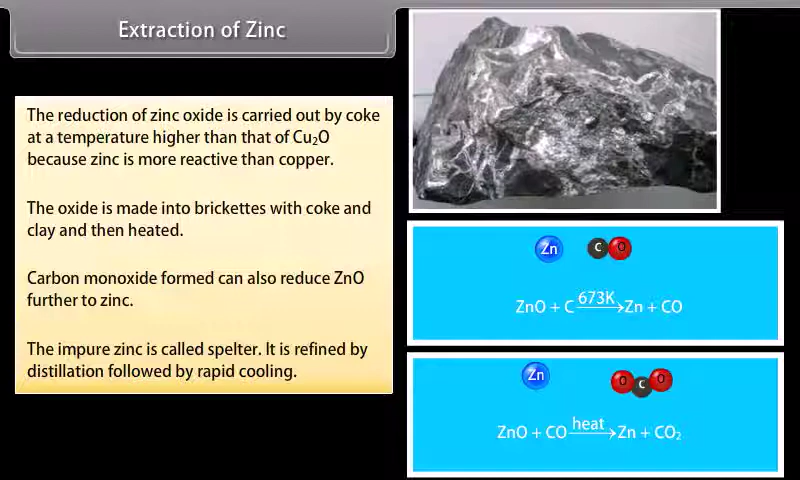 Extraction of Zinc
The reduction of zinc oxide is carried out by coke
at a temperature higher than that of Cu₂O
because zinc is more reactive than copper.
The oxide is made into brickettes with coke and
clay and then heated.
Carbon monoxide formed can also reduce ZnO
further to zinc.
The impure zinc is called spelter. It is refined by
distillation followed by rapid cooling.
Zn C O
673K
ZnO + C → Zn + CO
Zn O C O
heat
ZnO + CO → Zn + CO₂